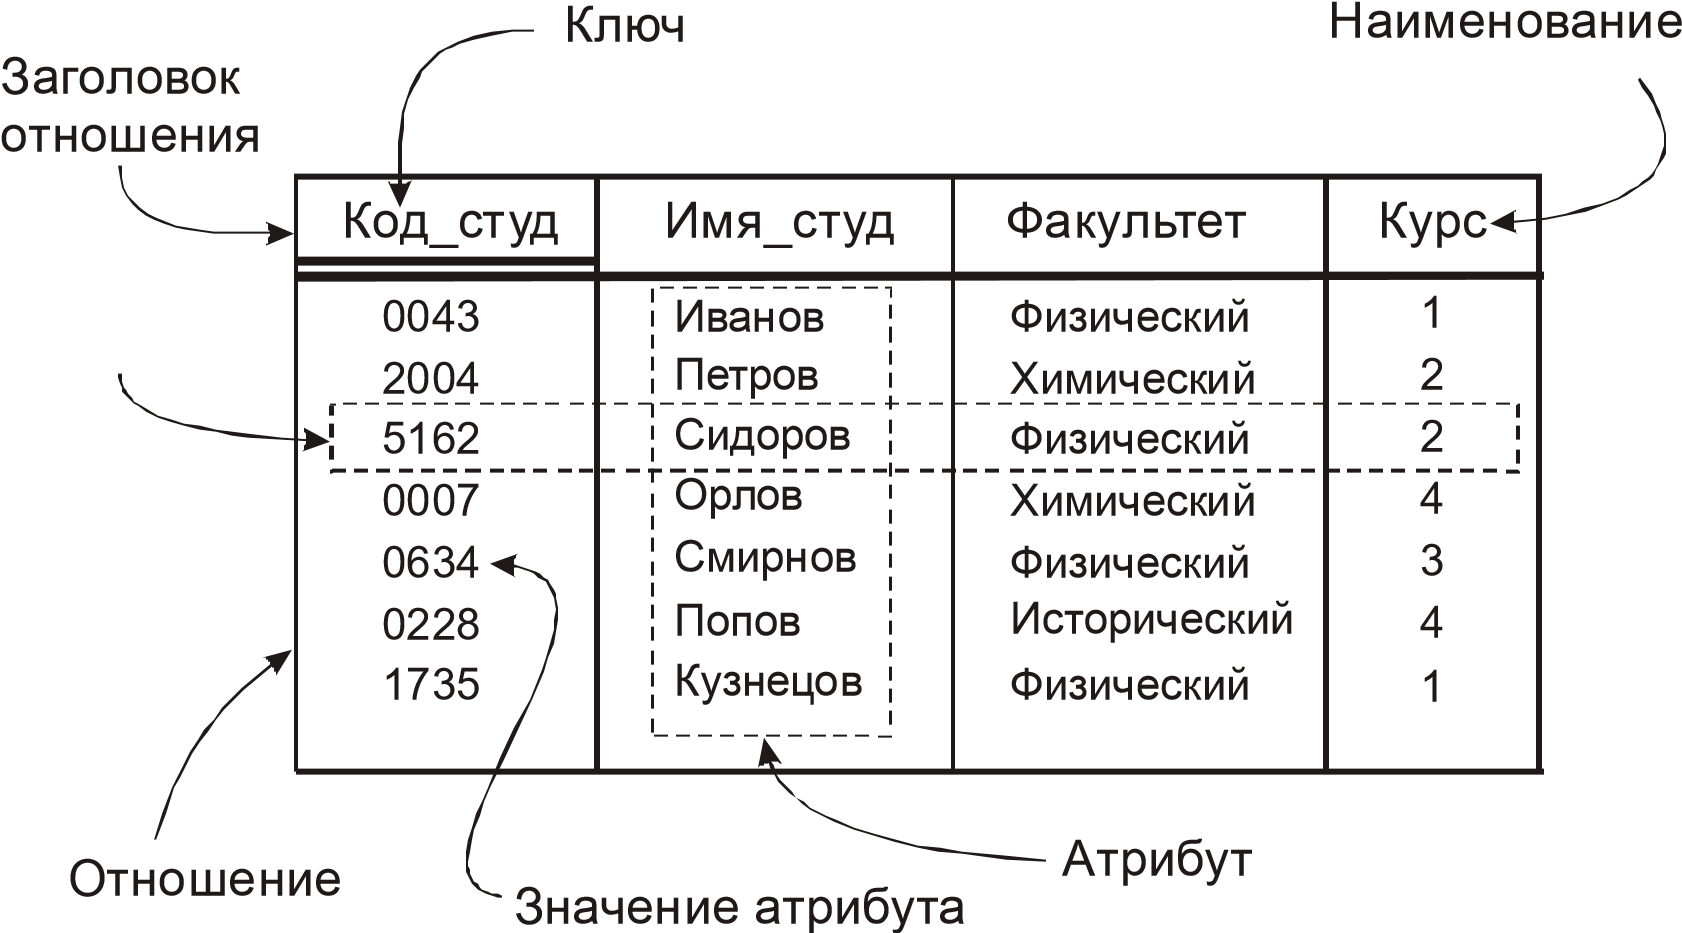 Ключ
Наименование
Заголовок
отношения
Код_студ Имя_студ Факультет Курс
0043 Иванов Физический 1
2004 Петров Химический 2
5162 Сидоров Физический 2
0007 Орлов Химический 4
0634 Смирнов Физический 3
0228 Попов Исторический 4
1735 Кузнецов Физический 1
Отношение
Значение атрибута
Атрибут